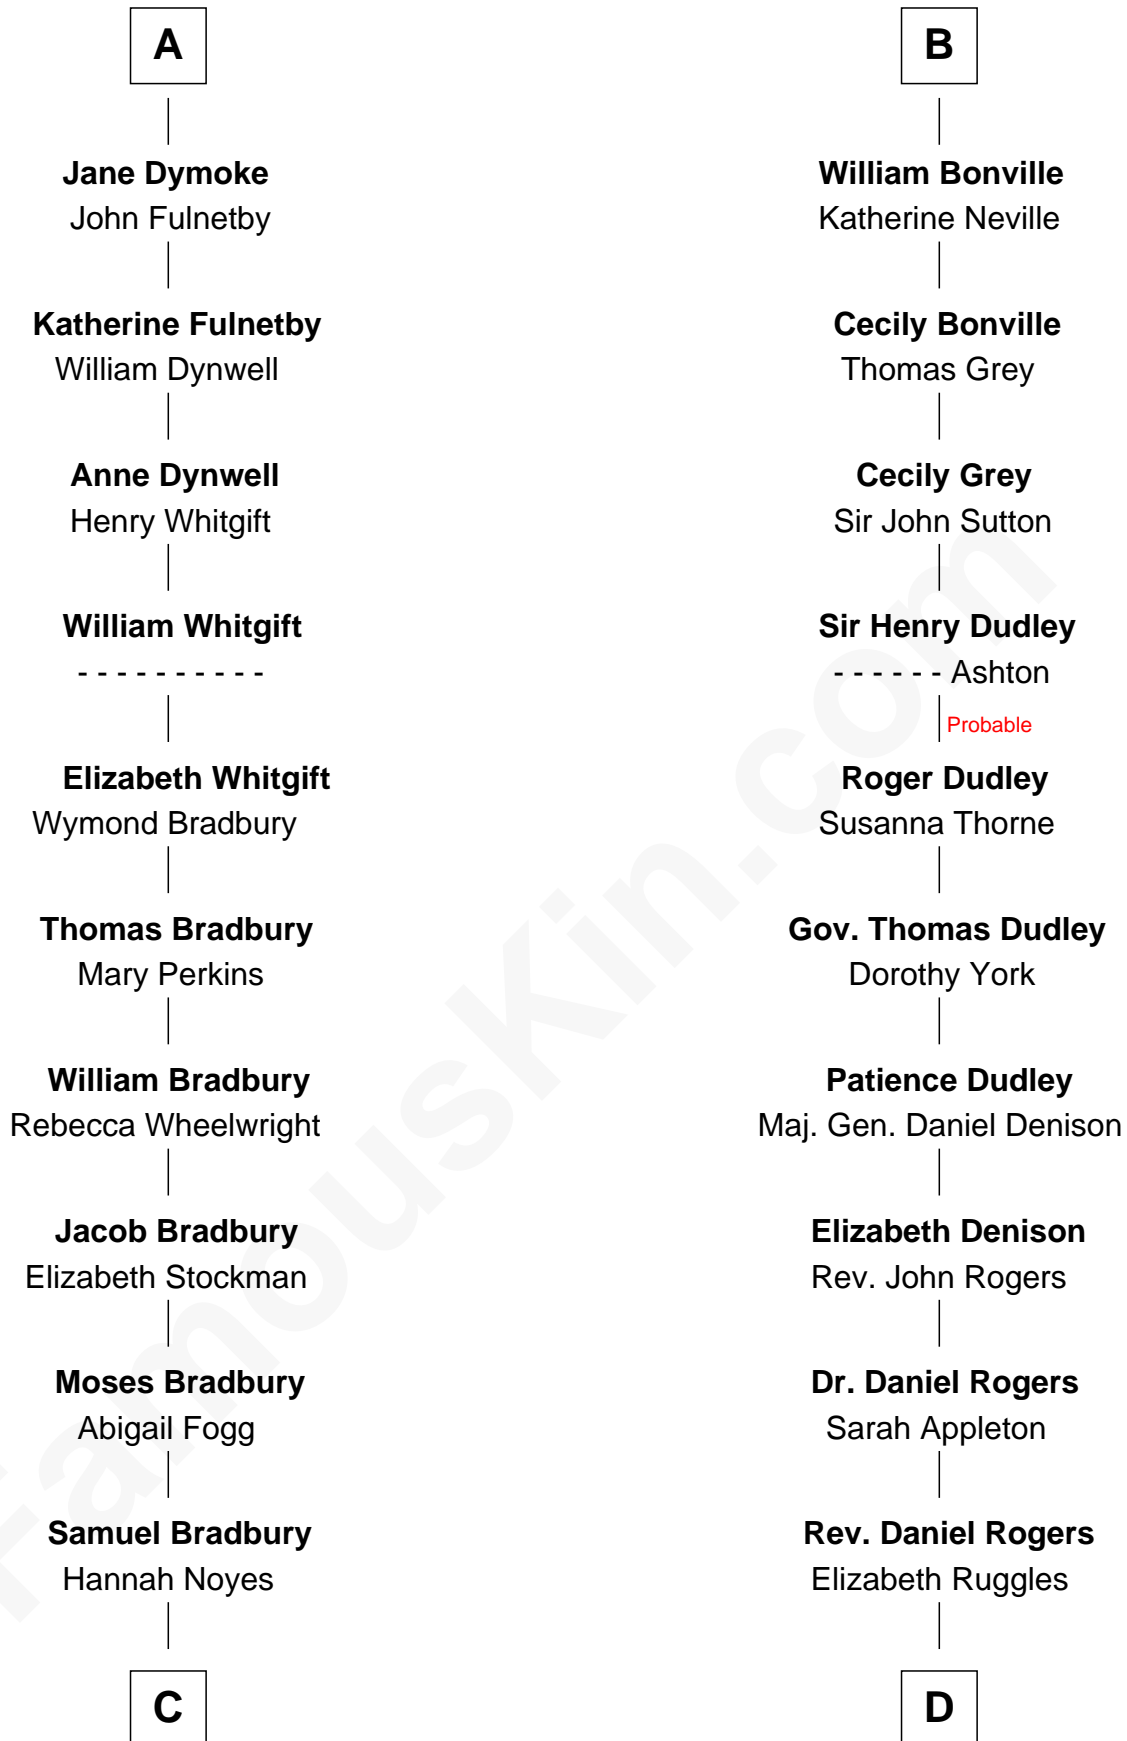 A
Jane Dymoke
John Fulnetby
Katherine Fulnetby
William Dynwell
Anne Dynwell
Henry Whitgift
William Whitgift
- - - - - - - - - -
Elizabeth Whitgift
Wymond Bradbury
Thomas Bradbury
Mary Perkins
William Bradbury
Rebecca Wheelwright
Jacob Bradbury
Elizabeth Stockman
Moses Bradbury
Abigail Fogg
Samuel Bradbury
Hannah Noyes
C
B
William Bonville
Katherine Neville
Cecily Bonville
Thomas Grey
Cecily Grey
Sir John Sutton
Sir Henry Dudley
- - - - - - Ashton
Probable
Roger Dudley
Susanna Thorne
Gov. Thomas Dudley
Dorothy York
Patience Dudley
Maj. Gen. Daniel Denison
Elizabeth Denison
Rev. John Rogers
Dr. Daniel Rogers
Sarah Appleton
Rev. Daniel Rogers
Elizabeth Ruggles
D
FamousKin.com